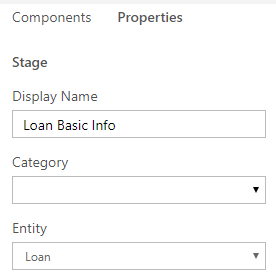 Components Properties
Stage
Display Name
Loan Basic Info
Category
Entity
Loan